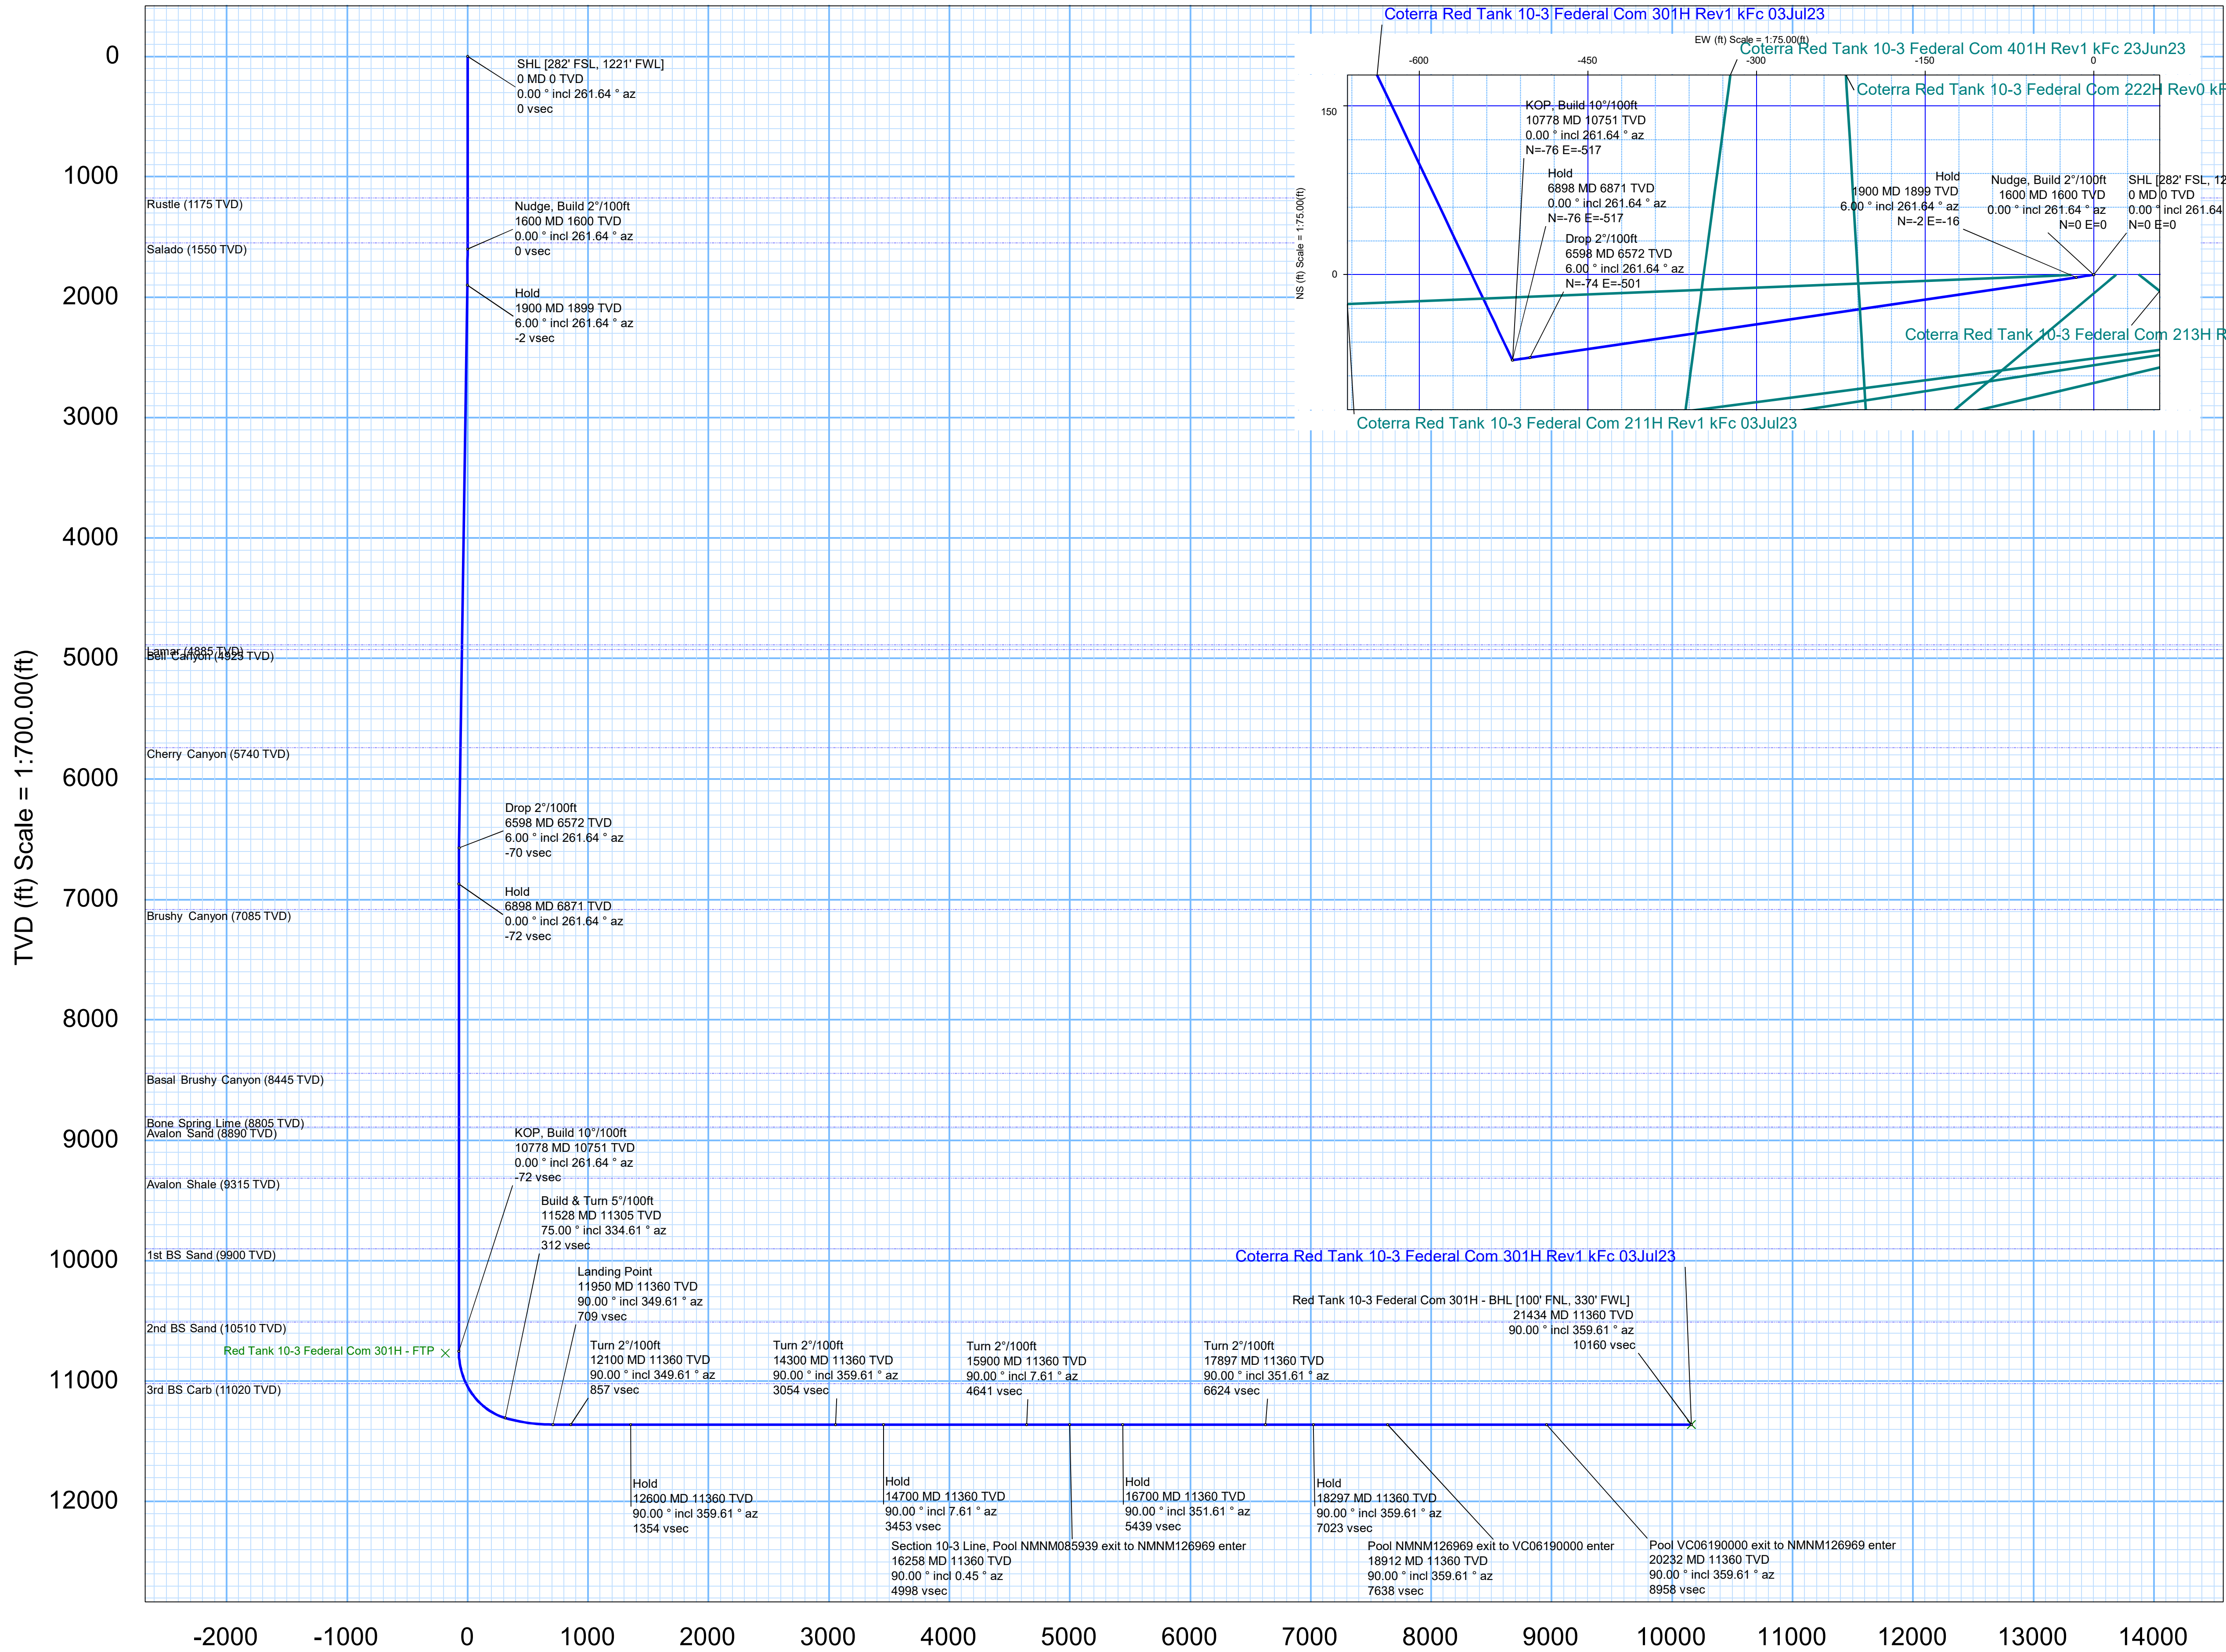 Coterra Red Tank 10-3 Federal Com 301H Rev1 kFc 03Jul23
EW (ft) Scale = 1:75.00(ft)
Coterra Red Tank 10-3 Federal Com 401H Rev1 kFc 23Jun23
-600
-450
-300
-150
0
Coterra Red Tank 10-3 Federal Com 222H Rev0 kF
150
0
NS (ft) Scale = 1:75.00(ft)
KOP, Build 10°/100ft
10778 MD 10751 TVD
0.00 ° incl 261.64 ° az
N=-76 E=-517
Hold
6898 MD 6871 TVD
0.00 ° incl 261.64 ° az
N=-76 E=-517
Drop 2°/100ft
6598 MD 6572 TVD
6.00 ° incl 261.64 ° az
N=-74 E=-501
Hold
1900 MD 1899 TVD
6.00 ° incl 261.64 ° az
N=-2 E=-16
Nudge, Build 2°/100ft
1600 MD 1600 TVD
0.00 ° incl 261.64 ° az
N=0 E=0
SHL [282' FSL, 12
0 MD 0 TVD
0.00 ° incl 261.64
N=0 E=0
Coterra Red Tank 10-3 Federal Com 213H R
Coterra Red Tank 10-3 Federal Com 211H Rev1 kFc 03Jul23
TVD (ft) Scale = 1:700.00(ft)
0
1000
2000
3000
4000
5000
6000
7000
8000
9000
10000
11000
12000
Rustle (1175 TVD)
Salado (1550 TVD)
Lamar (4885 TVD)
Bell Canyon (4925 TVD)
Cherry Canyon (5740 TVD)
Brushy Canyon (7085 TVD)
Basal Brushy Canyon (8445 TVD)
Bone Spring Lime (8805 TVD)
Avalon Sand (8890 TVD)
Avalon Shale (9315 TVD)
1st BS Sand (9900 TVD)
2nd BS Sand (10510 TVD)
Red Tank 10-3 Federal Com 301H - FTP
3rd BS Carb (11020 TVD)
SHL [282' FSL, 1221' FWL]
0 MD 0 TVD
0.00 ° incl 261.64 ° az
0 vsec
Nudge, Build 2°/100ft
1600 MD 1600 TVD
0.00 ° incl 261.64 ° az
0 vsec
Hold
1900 MD 1899 TVD
6.00 ° incl 261.64 ° az
-2 vsec
Drop 2°/100ft
6598 MD 6572 TVD
6.00 ° incl 261.64 ° az
-70 vsec
Hold
6898 MD 6871 TVD
0.00 ° incl 261.64 ° az
-72 vsec
KOP, Build 10°/100ft
10778 MD 10751 TVD
0.00 ° incl 261.64 ° az
-72 vsec
Build & Turn 5°/100ft
11528 MD 11305 TVD
75.00 ° incl 334.61 ° az
312 vsec
Landing Point
11950 MD 11360 TVD
90.00 ° incl 349.61 ° az
709 vsec
Turn 2°/100ft
12100 MD 11360 TVD
90.00 ° incl 349.61 ° az
857 vsec
Turn 2°/100ft
14300 MD 11360 TVD
90.00 ° incl 359.61 ° az
3054 vsec
Turn 2°/100ft
15900 MD 11360 TVD
90.00 ° incl 7.61 ° az
4641 vsec
Turn 2°/100ft
17897 MD 11360 TVD
90.00 ° incl 351.61 ° az
6624 vsec
Coterra Red Tank 10-3 Federal Com 301H Rev1 kFc 03Jul23
Red Tank 10-3 Federal Com 301H - BHL [100' FNL, 330' FWL]
21434 MD 11360 TVD
90.00 ° incl 359.61 ° az
10160 vsec
Hold
12600 MD 11360 TVD
90.00 ° incl 359.61 ° az
1354 vsec
Hold
14700 MD 11360 TVD
90.00 ° incl 7.61 ° az
3453 vsec
Section 10-3 Line, Pool NMNM085939 exit to NMNM126969 enter
16258 MD 11360 TVD
90.00 ° incl 0.45 ° az
4998 vsec
Hold
16700 MD 11360 TVD
90.00 ° incl 351.61 ° az
5439 vsec
Hold
18297 MD 11360 TVD
90.00 ° incl 359.61 ° az
7023 vsec
Pool NMNM126969 exit to VC06190000 enter
18912 MD 11360 TVD
90.00 ° incl 359.61 ° az
7638 vsec
Pool VC06190000 exit to NMNM126969 enter
20232 MD 11360 TVD
90.00 ° incl 359.61 ° az
8958 vsec
-2000
-1000
0
1000
2000
3000
4000
5000
6000
7000
8000
9000
10000
11000
12000
13000
14000